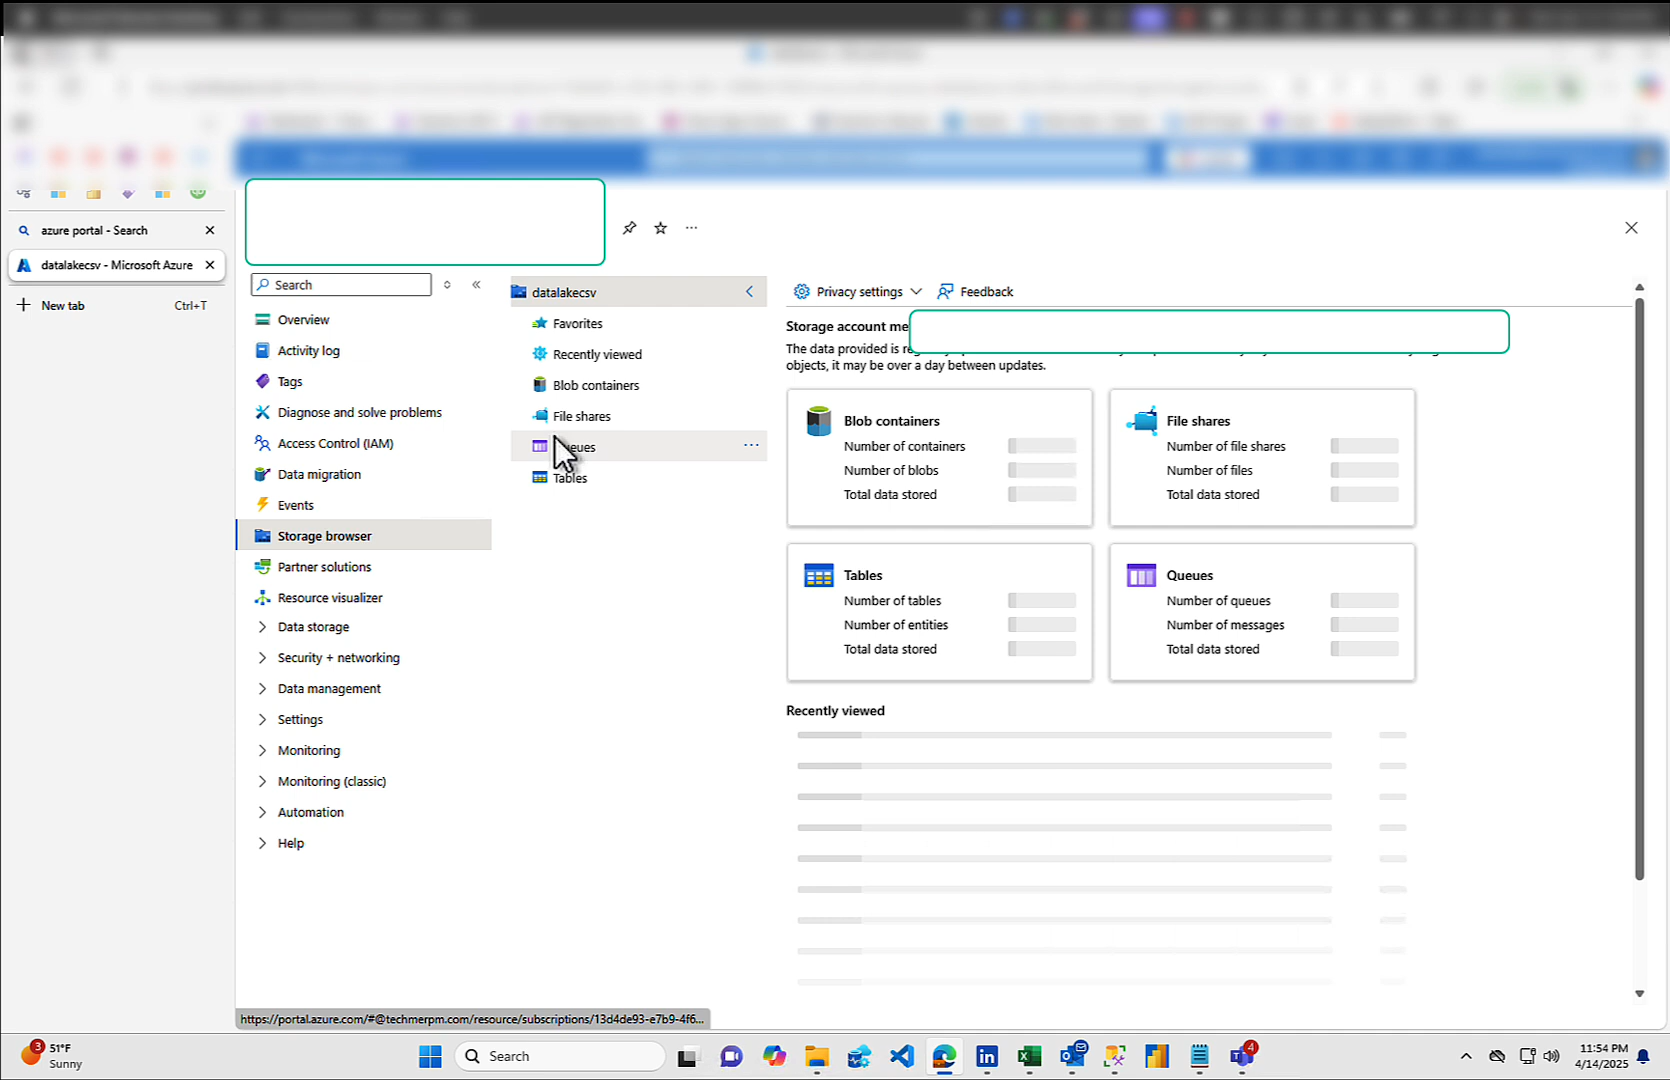 azure portal - Search
datalakecsv - Microsoft Azure
New tab
Ctrl+T
Search
Overview
Activity log
Tags
Diagnose and solve problems
Access Control (IAM)
Data migration
Events
Storage browser
Partner solutions
Resource visualizer
Data storage
Security + networking
Data management
Settings
Monitoring
Monitoring (classic)
Automation
Help
datalakecsv
Favorites
Recently viewed
Blob containers
File shares
Tables
Privacy settings
Feedback
Storage account
The data provided is
objects, it may be over a day between updates.
Blob containers
Number of containers
Number of blobs
Total data stored
File shares
Number of file shares
Number of files
Total data stored
Tables
Number of tables
Number of entities
Total data stored
Queues
Number of queues
Number of messages
Total data stored
Recently viewed
https://portal.azure.com/#@techmerpm.com/resource/subscriptions/13d4de93-e7b9-4f6...
3
51°F
Sunny
Search
4
11:54 PM
4/14/2025